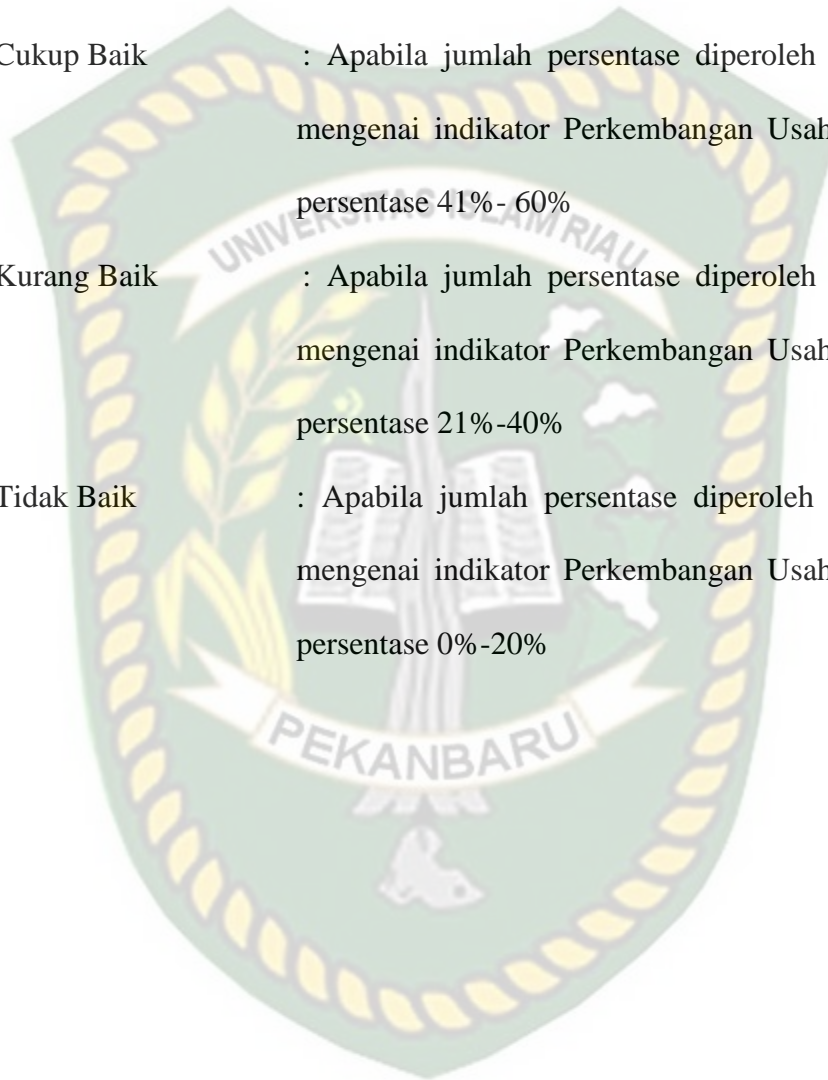 Cukup Baik : Apabila jumlah persentase diperoleh
mengenai indikator Perkembangan Usah
persentase 41%- 60%
UNIVERSITAS ISLAM RIAU
Kurang Baik : Apabila jumlah persentase diperoleh
mengenai indikator Perkembangan Usah
persentase 21%-40%
Tidak Baik : Apabila jumlah persentase diperoleh
mengenai indikator Perkembangan Usah
persentase 0%-20%
PEKANBARU